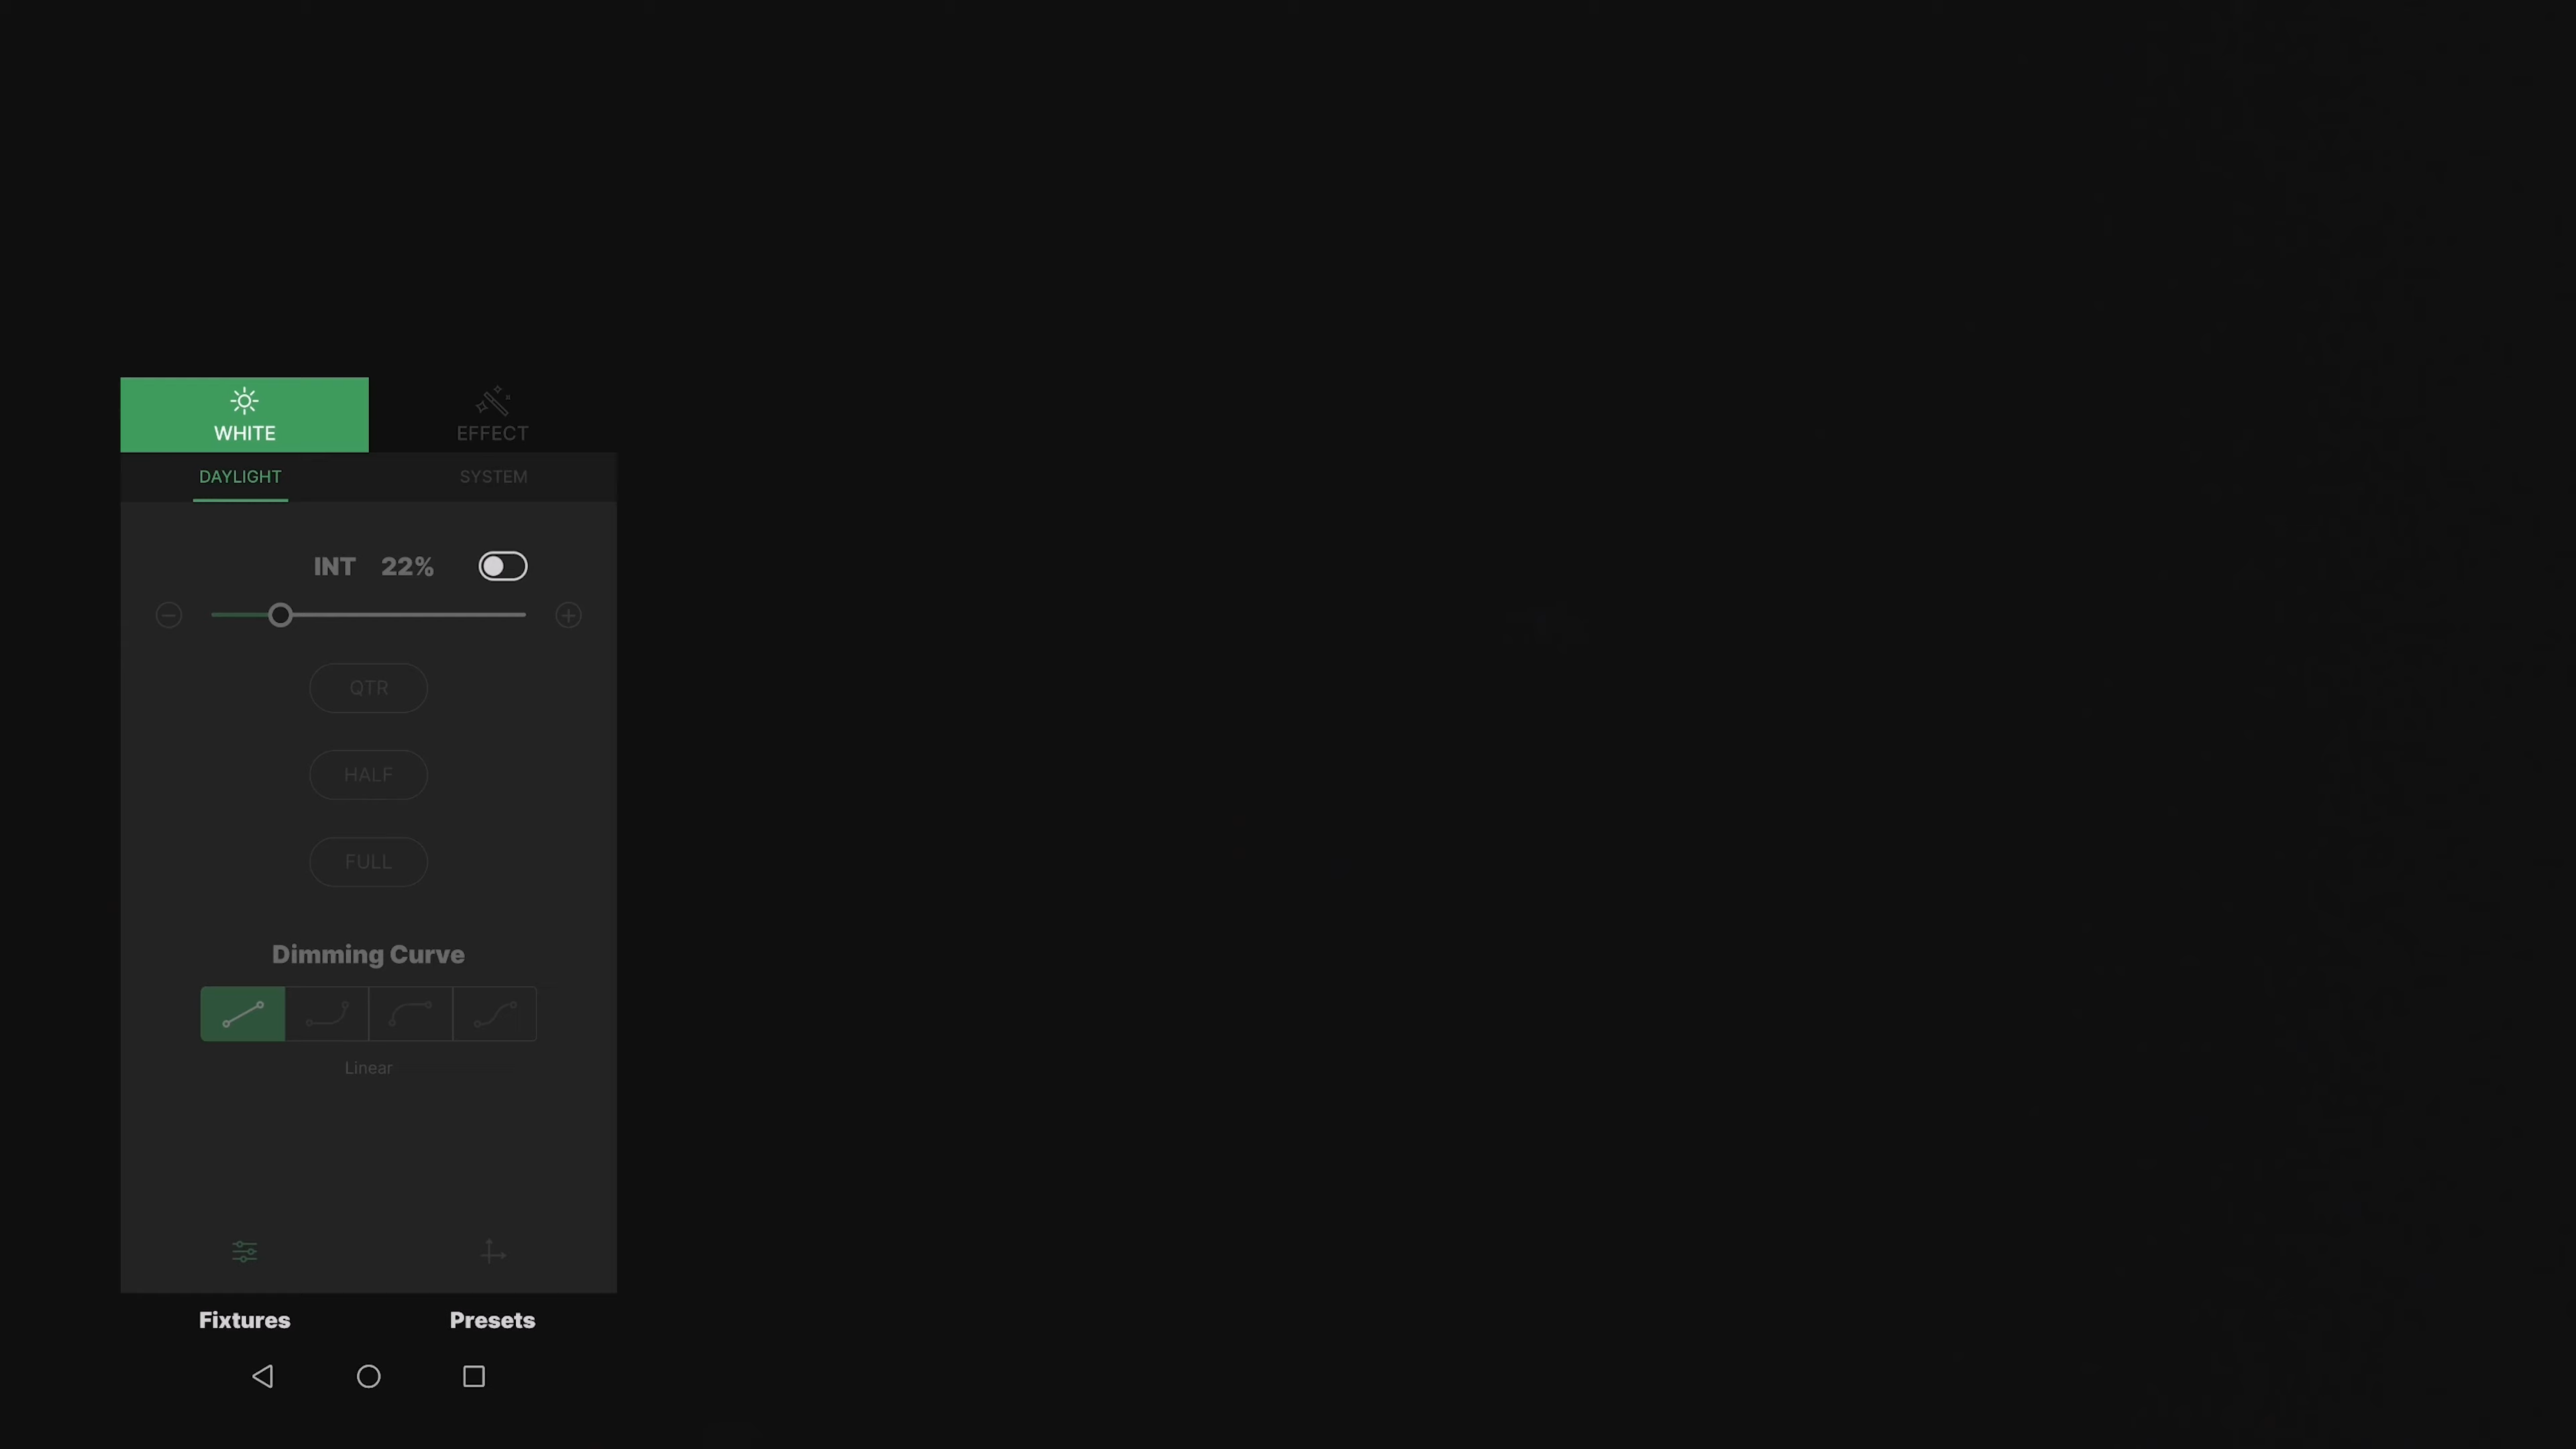 WHITE
EFFECT
DAYLIGHT
SYSTEM
INT 22%
QTR
HALF
FULL
Dimming Curve
Linear
Fixtures
Presets